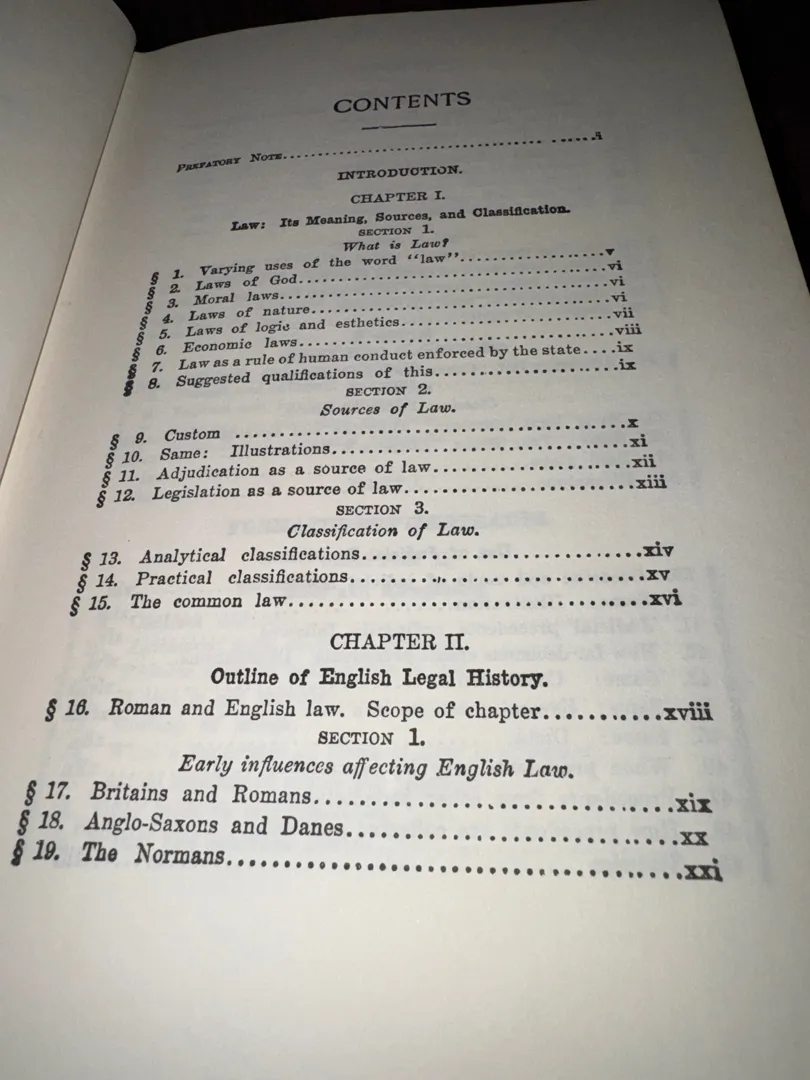 CONTENTS
PREFATORY NOTE.......................................i
INTRODUCTION.
CHAPTER I.
Law: Its Meaning, Sources, and Classification.
SECTION 1.
What is Law?
§ 1. Varying uses of the word "law"....................v
§ 2. Laws of God.......................................vi
§ 3. Moral laws........................................vi
§ 4. Laws of nature....................................vi
§ 5. Laws of logic and esthetics.......................vii
§ 6. Economic laws.....................................viii
§ 7. Law as a rule of human conduct enforced by the state....ix
§ 8. Suggested qualifications of this..................ix
SECTION 2.
Sources of Law.
§ 9. Custom ...........................................x
§ 10. Same: Illustrations..............................xi
§ 11. Adjudication as a source of law..................xii
§ 12. Legislation as a source of law...................xiii
SECTION 3.
Classification of Law.
§ 13. Analytical classifications.......................xiv
§ 14. Practical classifications........................xv
§ 15. The common law...................................xvi
CHAPTER II.
Outline of English Legal History.
§ 16. Roman and English law. Scope of chapter...........xviii
SECTION 1.
Early influences affecting English Law.
§ 17. Britains and Romans..............................xix
§ 18. Anglo-Saxons and Danes...........................xx
§ 19. The Normans......................................xxi